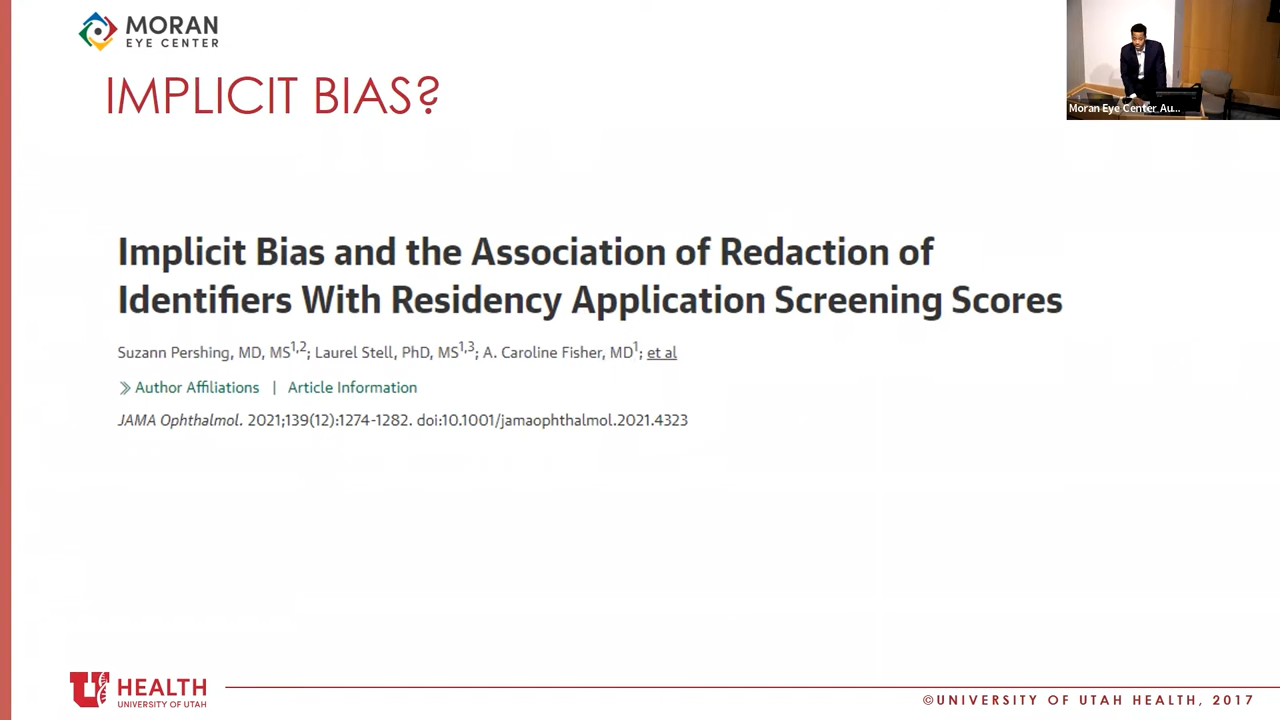 MORAN
EYE CENTER
IMPLICIT BIAS?
Moran Eye Center Au...
Implicit Bias and the Association of Redaction of
Identifiers With Residency Application Screening Scores
Suzann Pershing, MD, MS1,2; Laurel Stell, PhD, MS1,3; A. Caroline Fisher, MD1; et al
Author Affiliations | Article Information
JAMA Ophthalmol. 2021;139(12):1274-1282. doi:10.1001/jamaophthalmol.2021.4323
U HEALTH
UNIVERSITY OF UTAH
©UNIVERSITY OF UTAH HEALTH, 2017